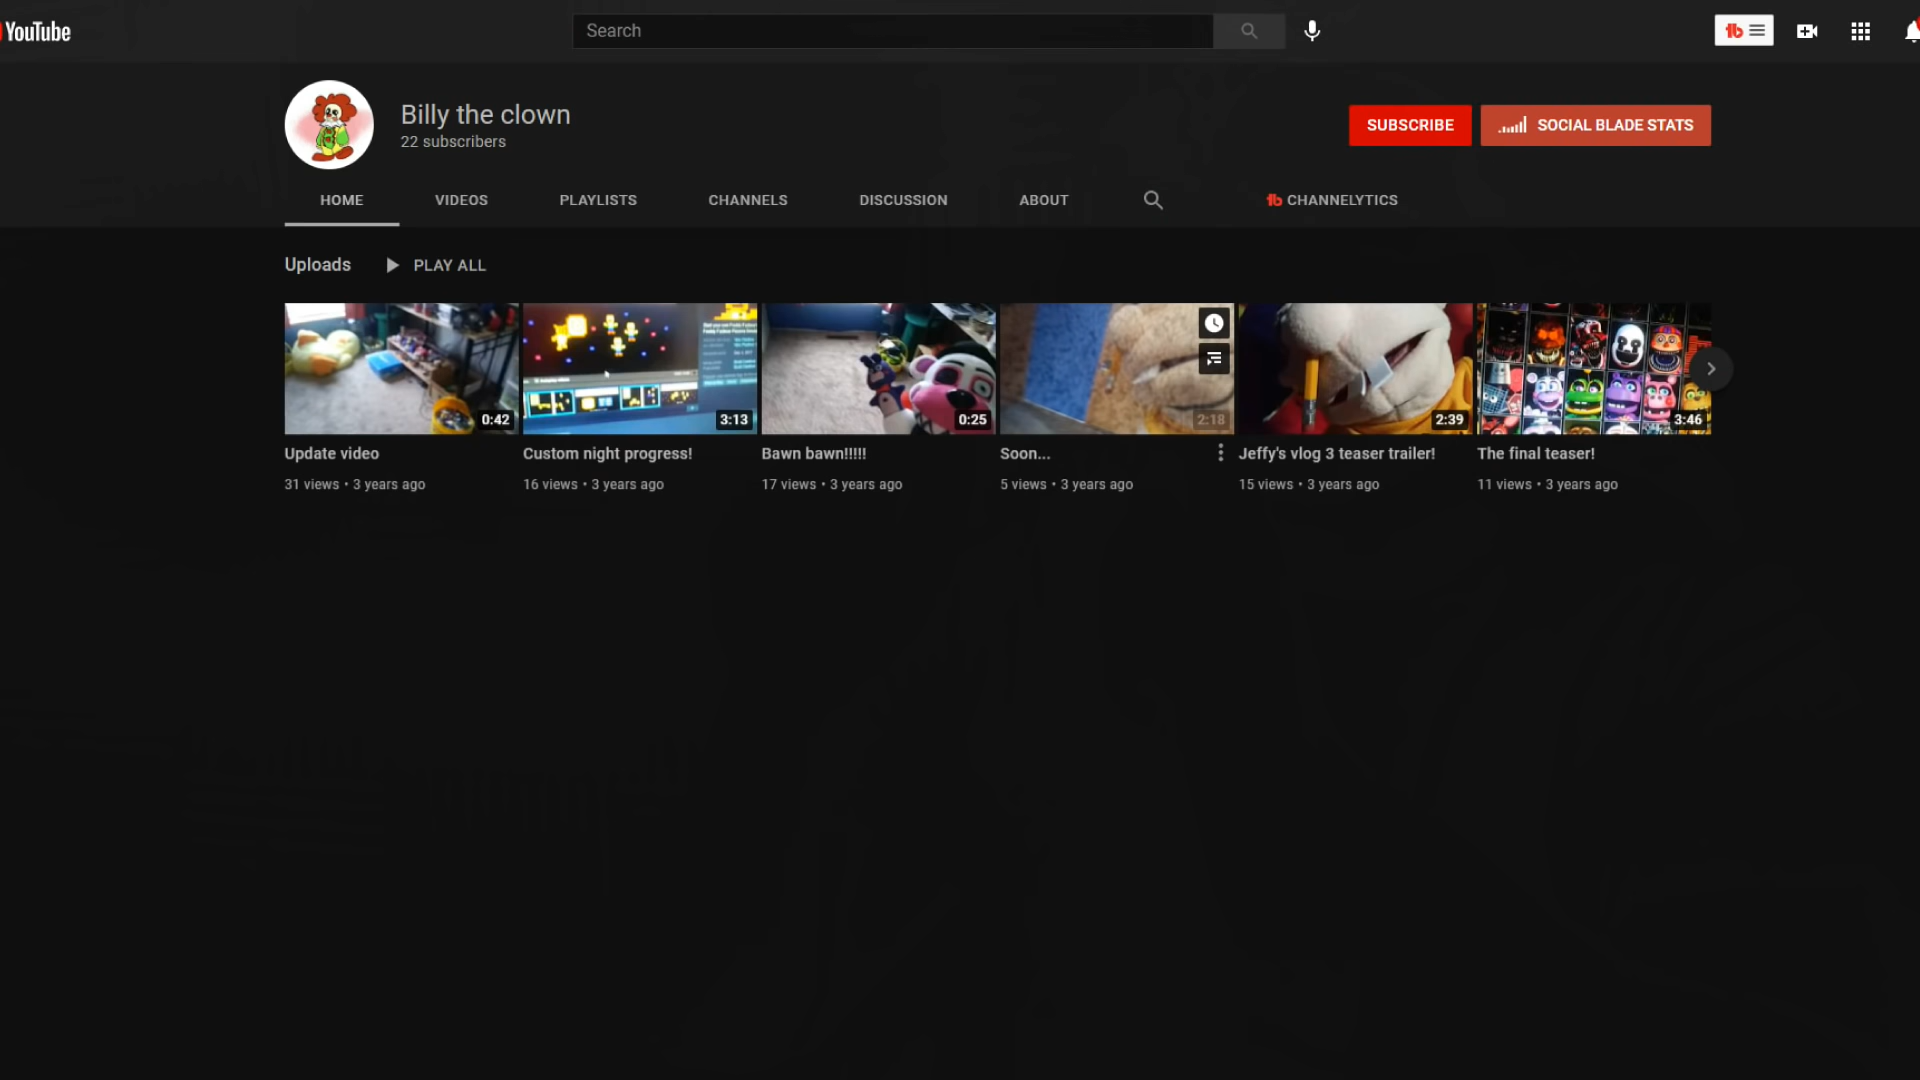 YouTube
Search
Billy the clown
22 subscribers
SUBSCRIBE
SOCIAL BLADE STATS
HOME
VIDEOS
PLAYLISTS
CHANNELS
DISCUSSION
ABOUT
CHANNELYTICS
Uploads
PLAY ALL
0:42
3:13
0:25
2:18
2:39
3:46
Update video
Custom night progress!
Bawn bawn!!!!!
Soon...
Jeffy's vlog 3 teaser trailer!
The final teaser!
31 views • 3 years ago
16 views • 3 years ago
17 views • 3 years ago
5 views • 3 years ago
15 views • 3 years ago
11 views • 3 years ago